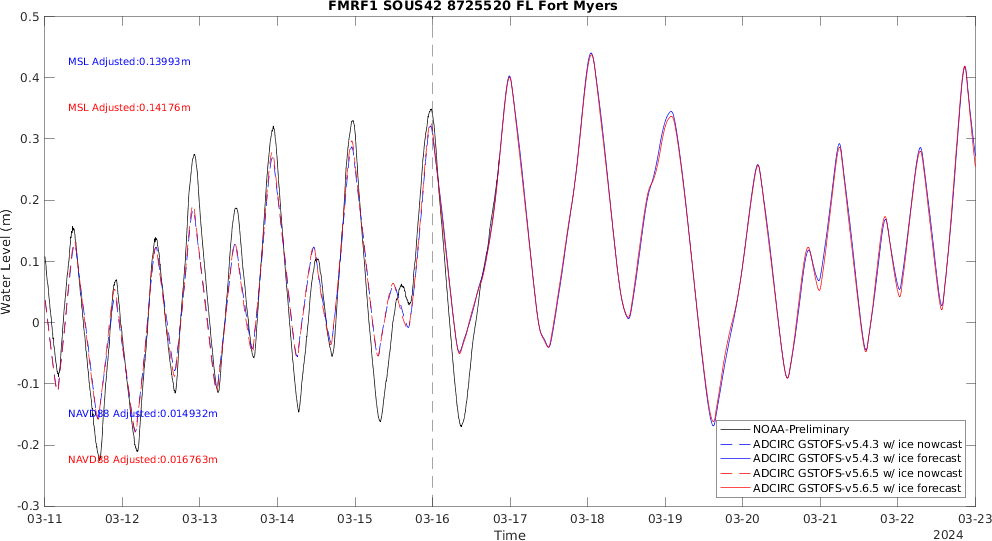 FMRF1 SOUS42 8725520 FL Fort Myers
0.5
0.4
0.3
0.2
0.1
0
-0.1
-0.2
-0.3
Water Level (m)
MSL Adjusted:0.13993m
MSL Adjusted:0.14176m
NAVD88 Adjusted:0.014932m
NAVD88 Adjusted:0.016763m
NOAA-Preliminary
ADCIRC GSTOFS-v5.4.3 w/ ice nowcast
ADCIRC GSTOFS-v5.4.3 w/ ice forecast
ADCIRC GSTOFS-v5.6.5 w/ ice nowcast
ADCIRC GSTOFS-v5.6.5 w/ ice forecast
03-11 03-12 03-13 03-14 03-15 03-16 03-17 03-18 03-19 03-20 03-21 03-22 03-23
Time
2024